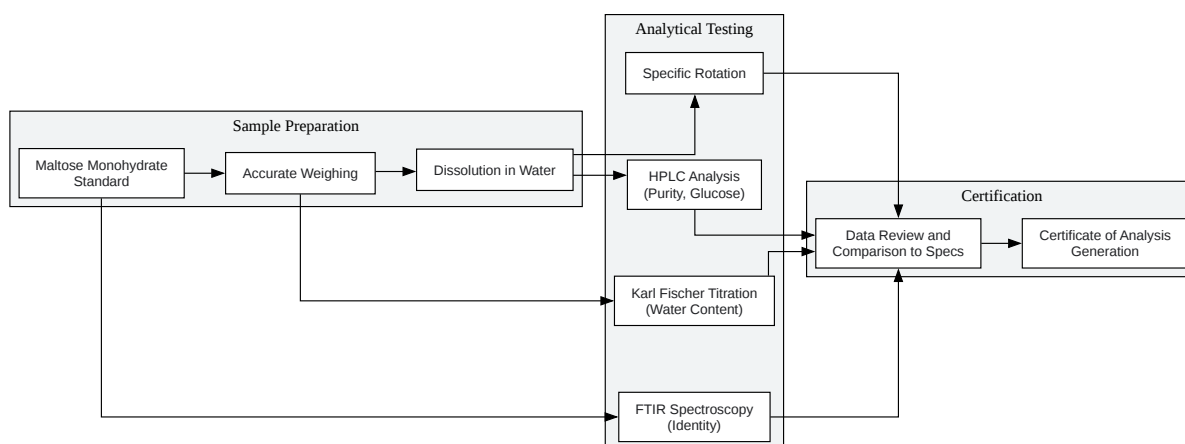 Analytical Testing
Specific Rotation
Sample Preparation
Maltose Monohydrate
Standard
Accurate Weighing
Dissolution in Water
HPLC Analysis
(Purity, Glucose)
Certification
Data Review and
Comparison to Specs
Certificate of Analysis
Generation
Karl Fischer Titration
(Water Content)
FTIR Spectroscopy
(Identity)